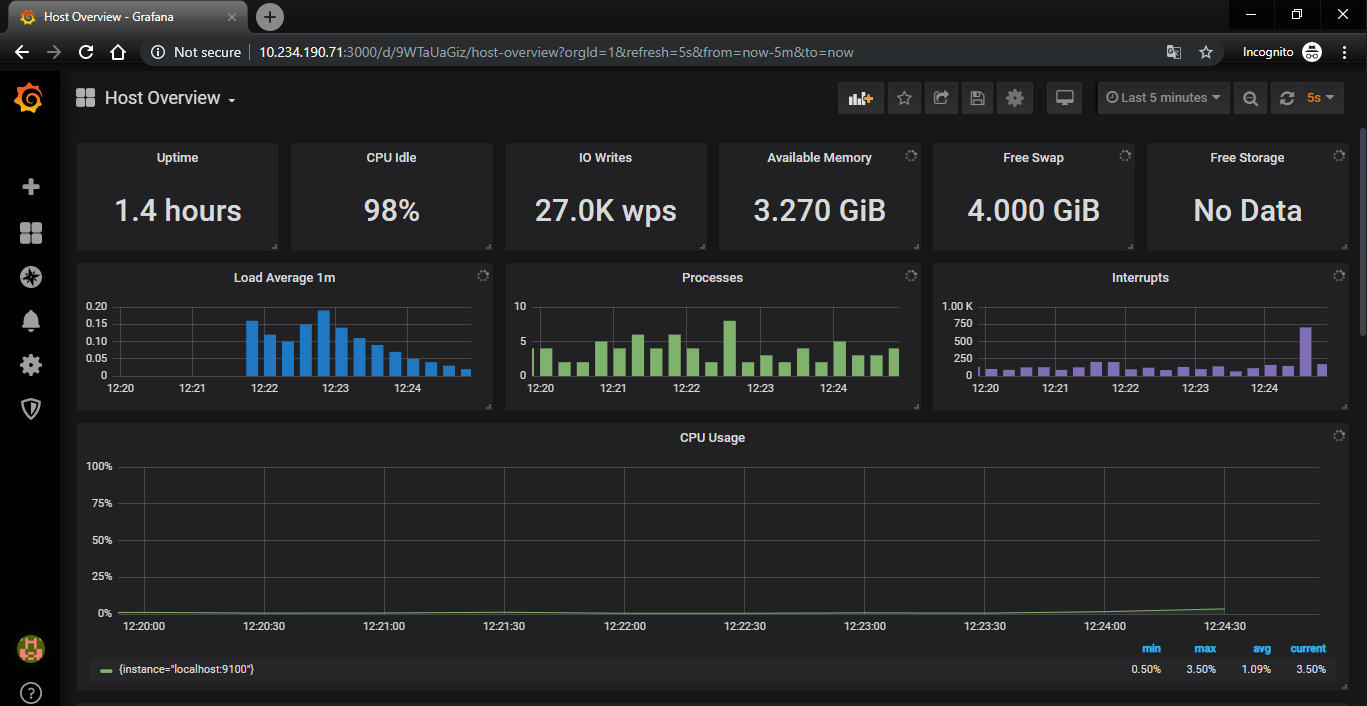 Host Overview - Grafana
Not secure 10.234.190.71:3000/d/9WTaUaGiz/host-overview?orgId=1&refresh=5s&from=now-5m&to=now Incognito
Host Overview Last 5 minutes 5s
Uptime CPU Idle IO Writes Available Memory Free Swap Free Storage
1.4 hours 98% 27.0K wps 3.270 GiB 4.000 GiB No Data
Load Average 1m
0.20
0.15
0.10
0.05
0
12:20 12:21 12:22 12:23 12:24
Processes
10
5
0
12:20 12:21 12:22 12:23 12:24
Interrupts
1.00 K
750
500
250
0
12:20 12:21 12:22 12:23 12:24
CPU Usage
100%
75%
50%
25%
0%
12:20:00 12:20:30 12:21:00 12:21:30 12:22:00 12:22:30 12:23:00 12:23:30 12:24:00 12:24:30
min max avg current
{instance="localhost:9100"} 0.50% 3.50% 1.09% 3.50%